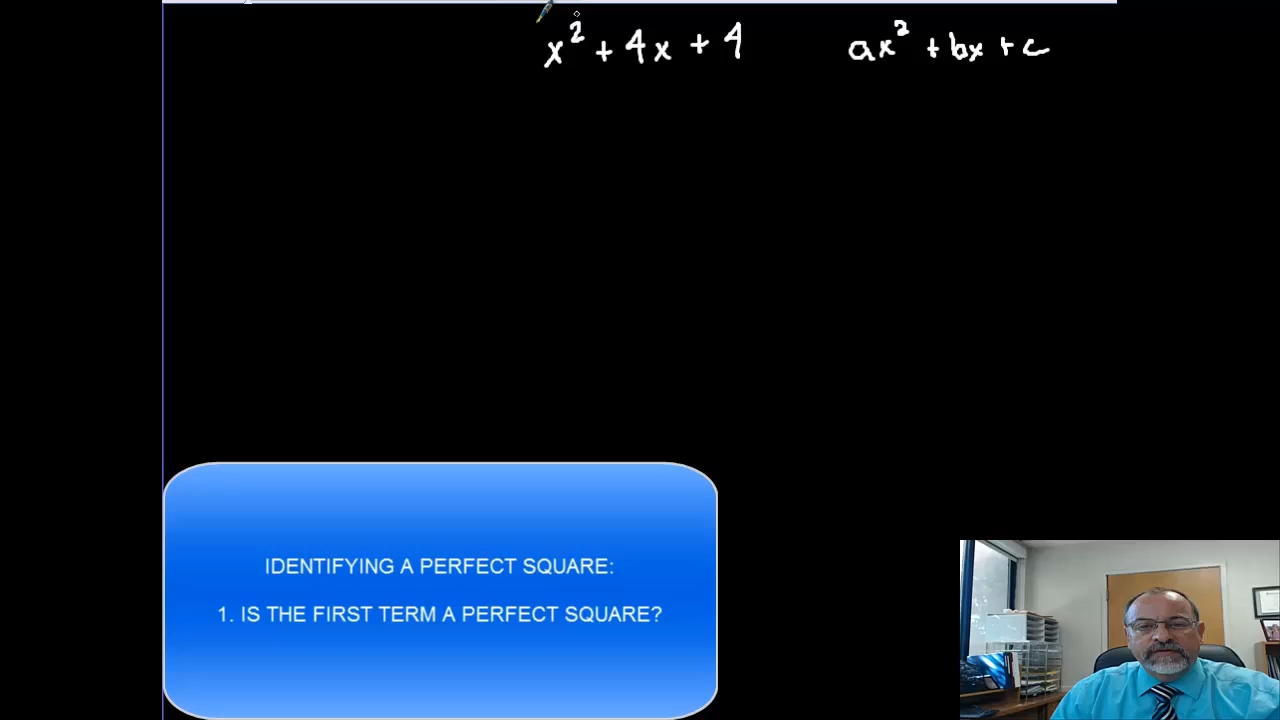 x² + 4x + 4 ax² + bx + c
IDENTIFYING A PERFECT SQUARE:
1. IS THE FIRST TERM A PERFECT SQUARE?